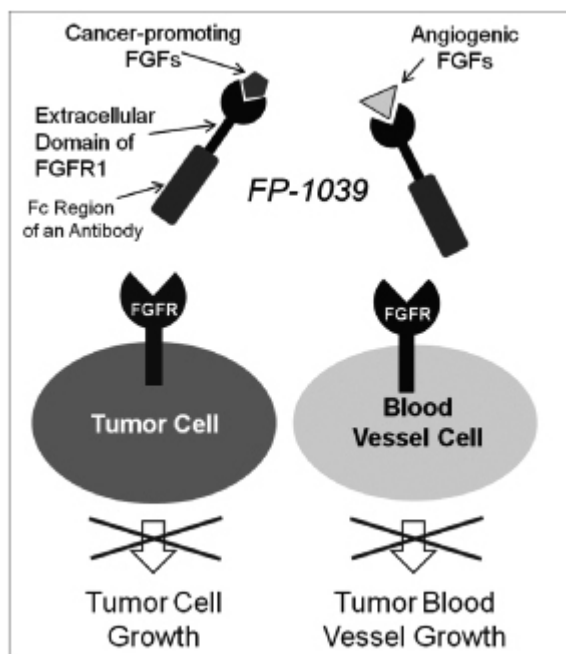 Cancer-promoting
FGFs
Angiogenic
FGFs
Extracellular
Domain of
FGFR1
Fc Region
of an Antibody
FP-1039
FGFR
FGFR
Tumor Cell
Blood
Vessel Cell
Tumor Cell
Growth
Tumor Blood
Vessel Growth